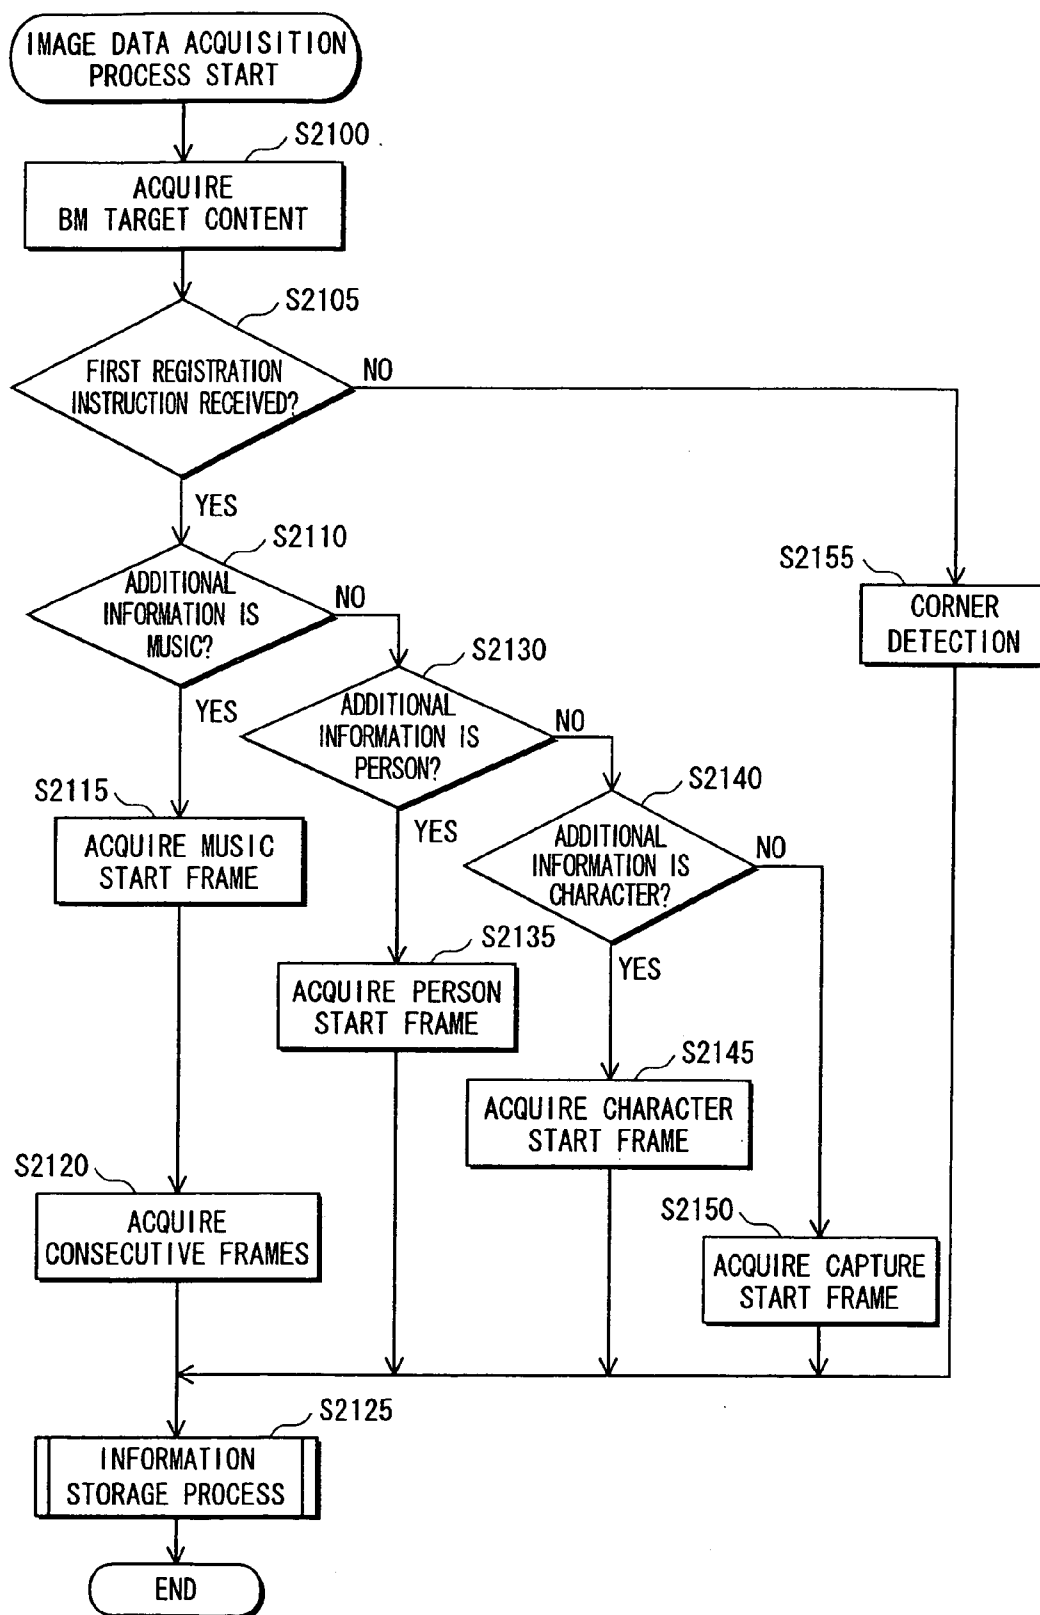 IMAGE DATA ACQUISITION
PROCESS START
S2100
ACQUIRE
BM TARGET CONTENT
S2105
FIRST REGISTRATION
INSTRUCTION RECEIVED?
NO
YES
S2110
ADDITIONAL
INFORMATION IS
MUSIC?
NO
YES
S2155
CORNER
DETECTION
S2130
ADDITIONAL
INFORMATION IS
PERSON?
NO
YES
S2140
ADDITIONAL
INFORMATION IS
CHARACTER?
NO
YES
S2115
ACQUIRE MUSIC
START FRAME
S2135
ACQUIRE PERSON
START FRAME
S2145
ACQUIRE CHARACTER
START FRAME
S2120
ACQUIRE
CONSECUTIVE FRAMES
S2150
ACQUIRE CAPTURE
START FRAME
S2125
INFORMATION
STORAGE PROCESS
END